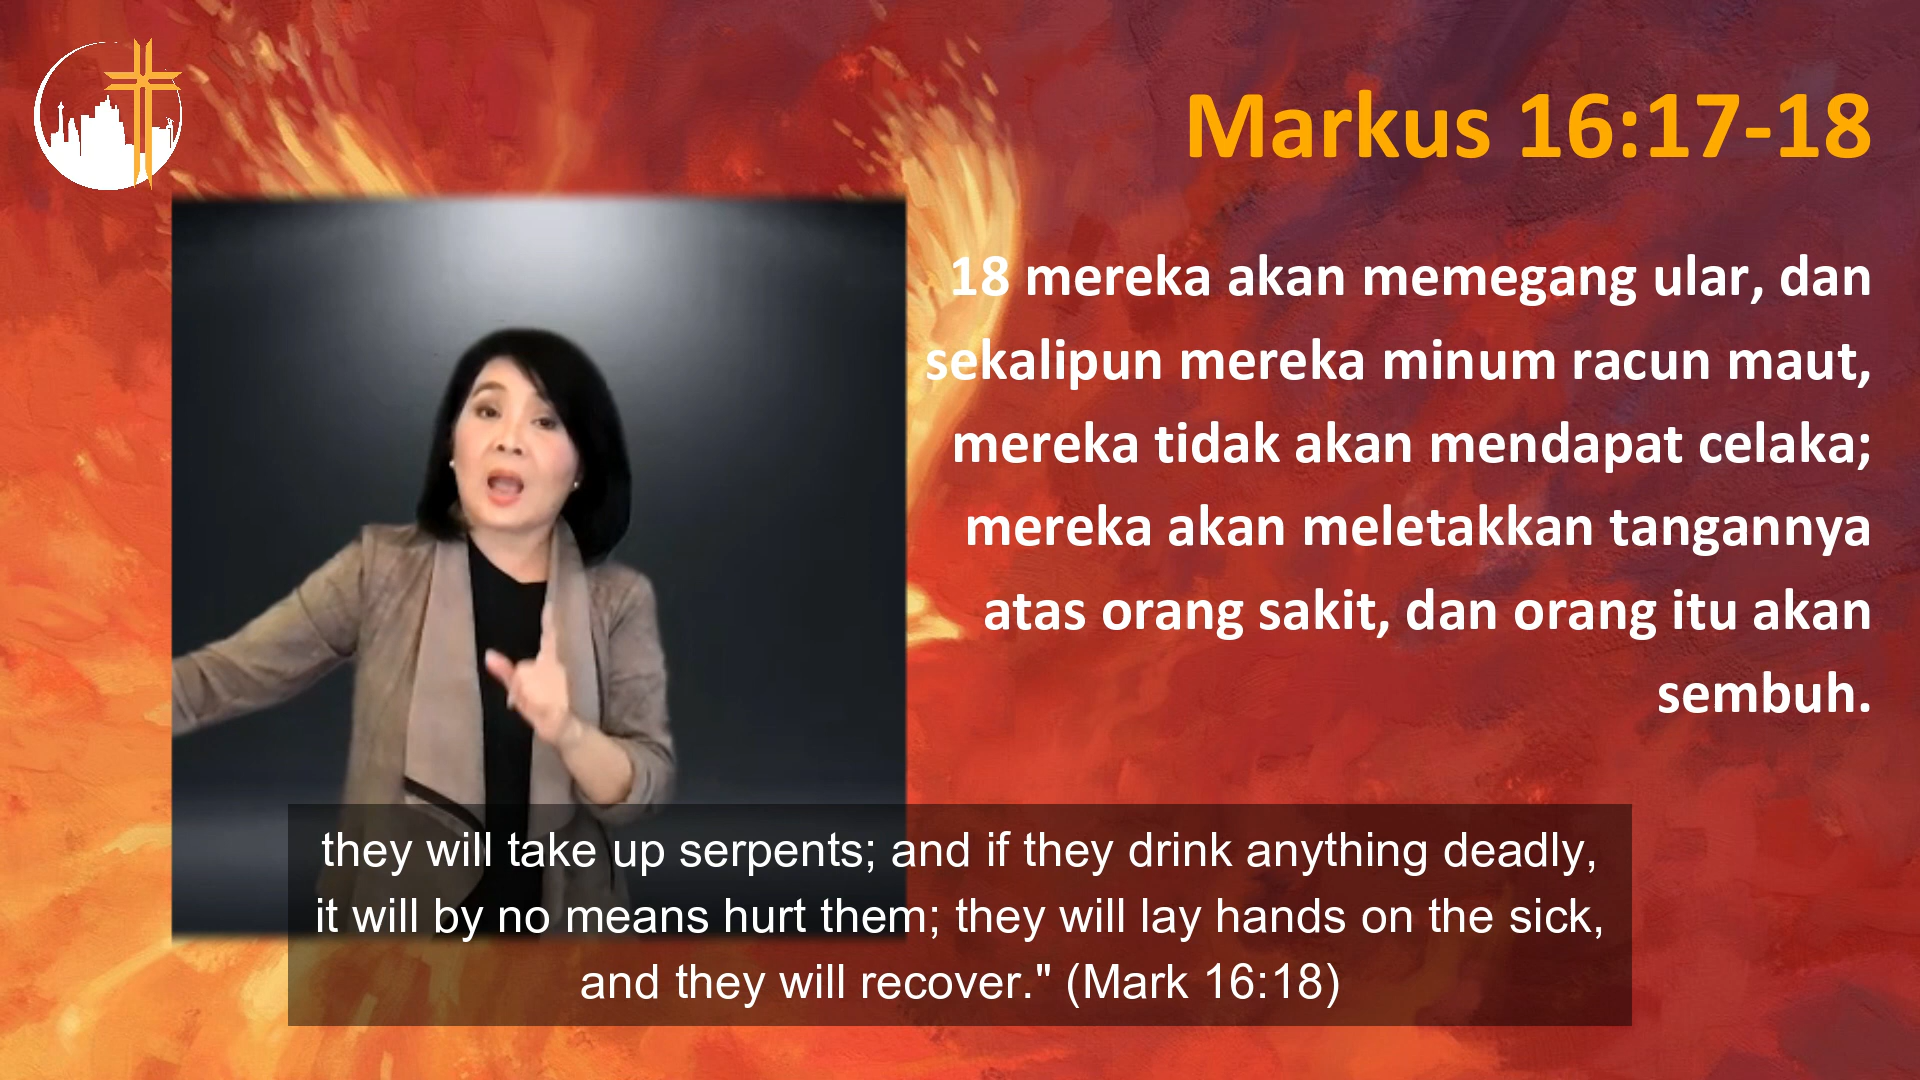 Markus 16:17-18
18 mereka akan memegang ular, dan
sekalipun mereka minum racun maut,
mereka tidak akan mendapat celaka;
mereka akan meletakkan tangannya
atas orang sakit, dan orang itu akan
sembuh.
they will take up serpents; and if they drink anything deadly,
it will by no means hurt them; they will lay hands on the sick,
and they will recover." (Mark 16:18)